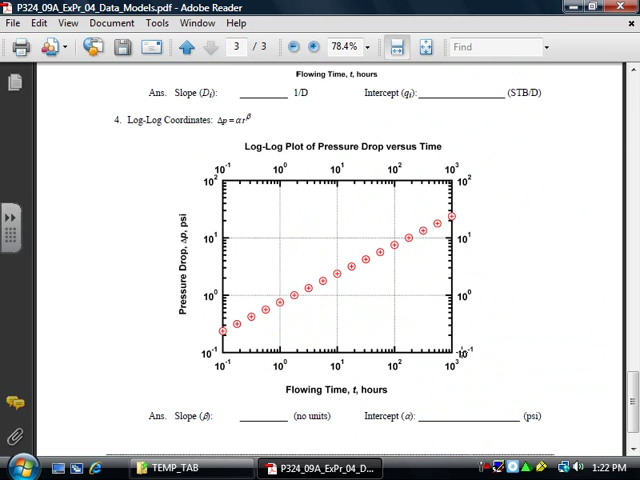 P324_09A_ExPr_04_Data_Models.pdf - Adobe Reader
File Edit View Document Tools Window Help
3 / 3 78.4% Find
Flowing Time, t, hours
Ans. Slope (Di): 1/D Intercept (qi): (STB/D)
4. Log-Log Coordinates: Δp = α t^β
Log-Log Plot of Pressure Drop versus Time
10^-1 10^0 10^1 10^2 10^3
10^2 10^2
10^1 10^1
10^0 10^0
10^-1 10^-1
10^-1 10^0 10^1 10^2 10^3
Pressure Drop, Δp, psi
Flowing Time, t, hours
Ans. Slope (β): (no units) Intercept (α): (psi)
TEMP_TAB P324_09A_ExPr_04_D... 1:22 PM